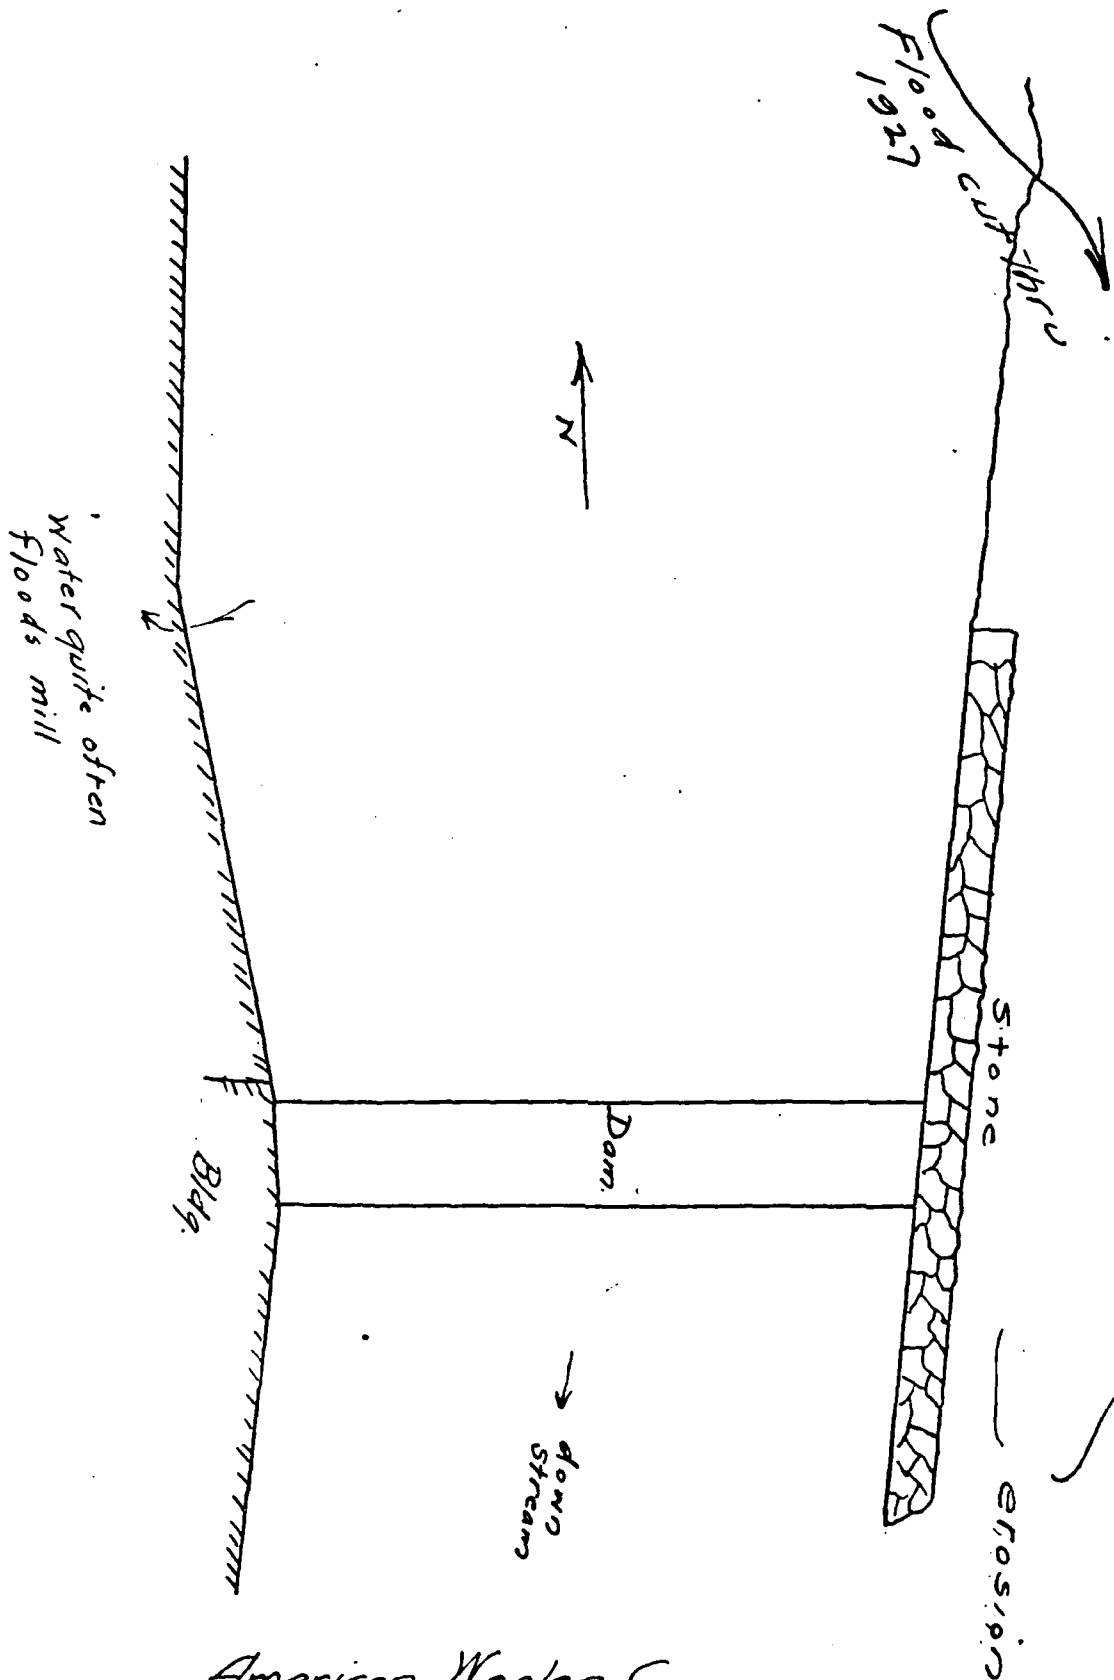 Flood cut thru
1927
N
Stone
erosion
Dam.
Bldg.
down
stream
Water quite often
floods mill
American Woolen C